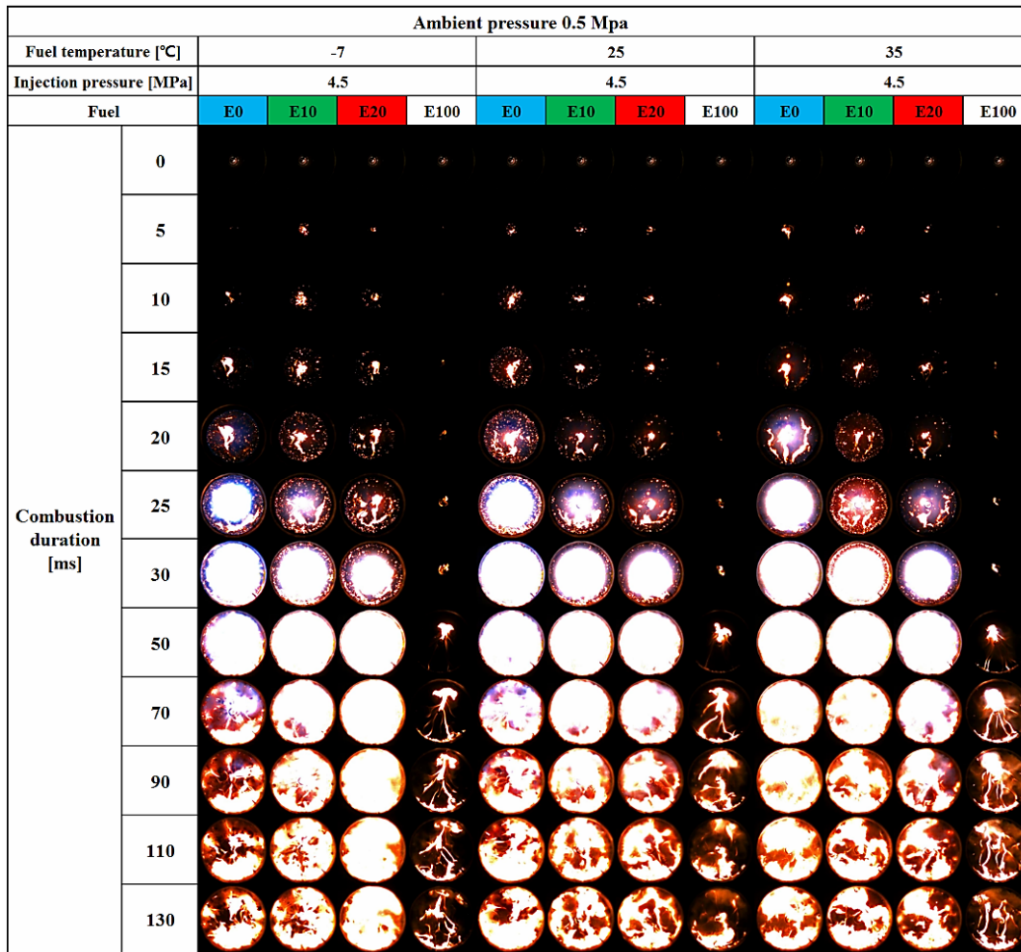 Ambient pressure 0.5 Mpa
Fuel temperature [℃] -7 25 35
Injection pressure [MPa] 4.5 4.5 4.5
Fuel E0 E10 E20 E100 E0 E10 E20 E100 E0 E10 E20 E100
Combustion duration [ms]
0
5
10
15
20
25
30
50
70
90
110
130